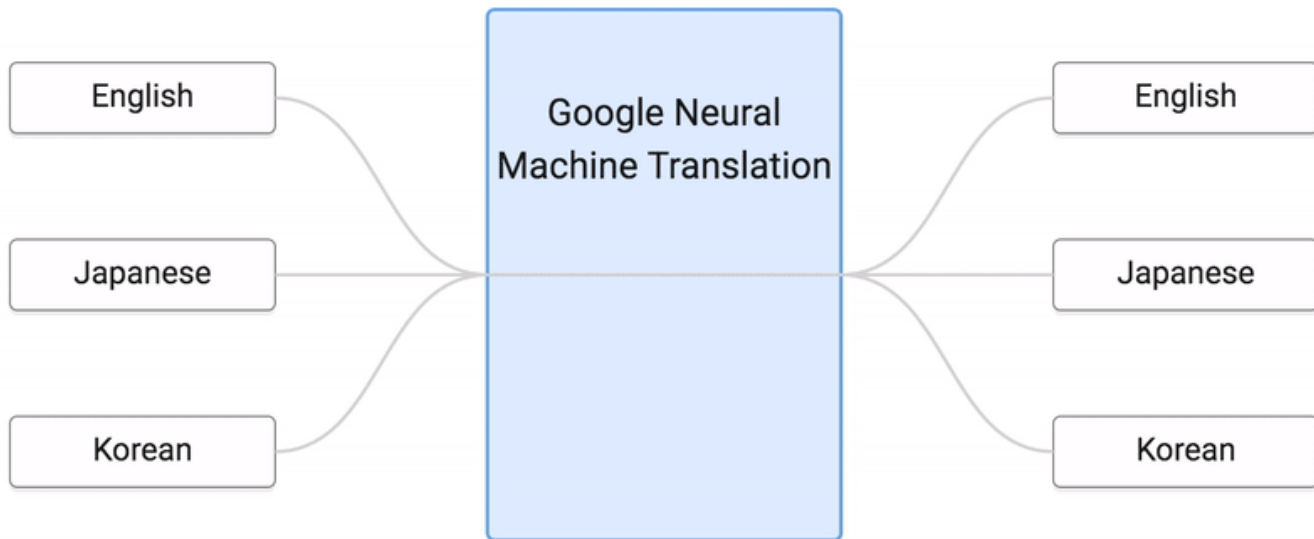 English
Japanese
Korean
Google Neural
Machine Translation
English
Japanese
Korean